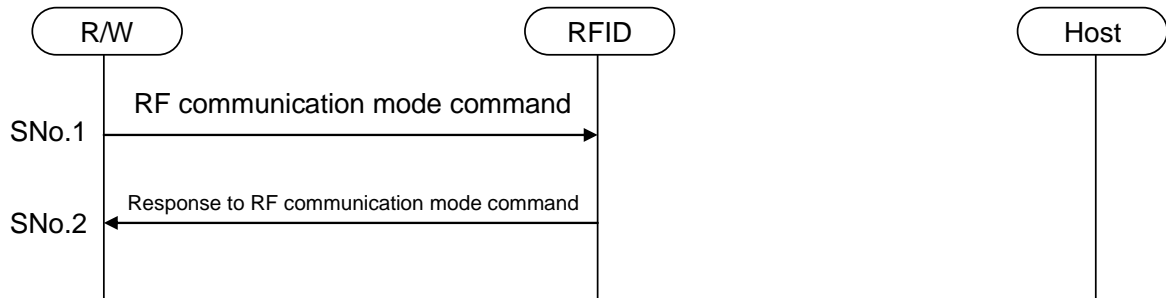 R/W
RFID
Host
RF communication mode command
SNo.1
Response to RF communication mode command
SNo.2